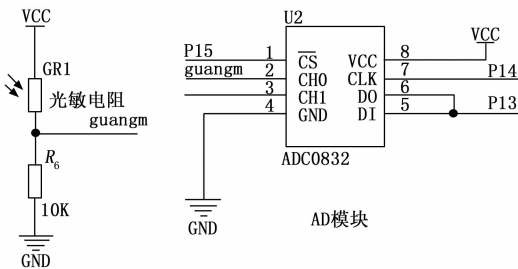 VCC
GR1
光敏电阻
guangm
R6
10K
GND
U2
P15
1
CS
VCC
8
VCC
guangm
2
CH0
CLK
7
P14
3
CH1
DO
6
4
GND
DI
5
P13
ADC0832
GND
AD模块